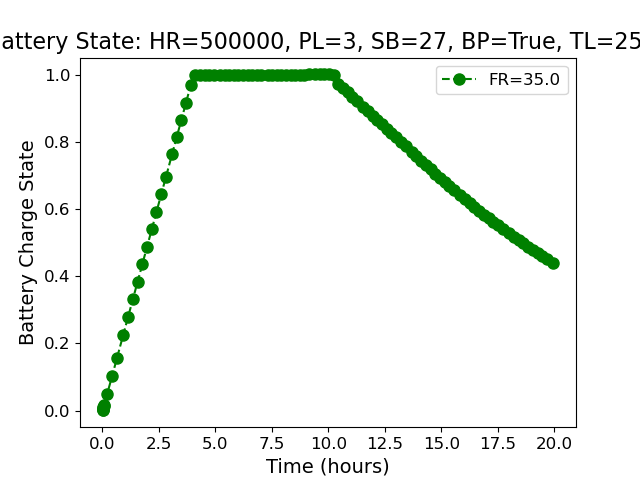 attery State: HR=500000, PL=3, SB=27, BP=True, TL=25
FR=35.0
Battery Charge State
1.0
0.8
0.6
0.4
0.2
0.0
0.0 2.5 5.0 7.5 10.0 12.5 15.0 17.5 20.0
Time (hours)